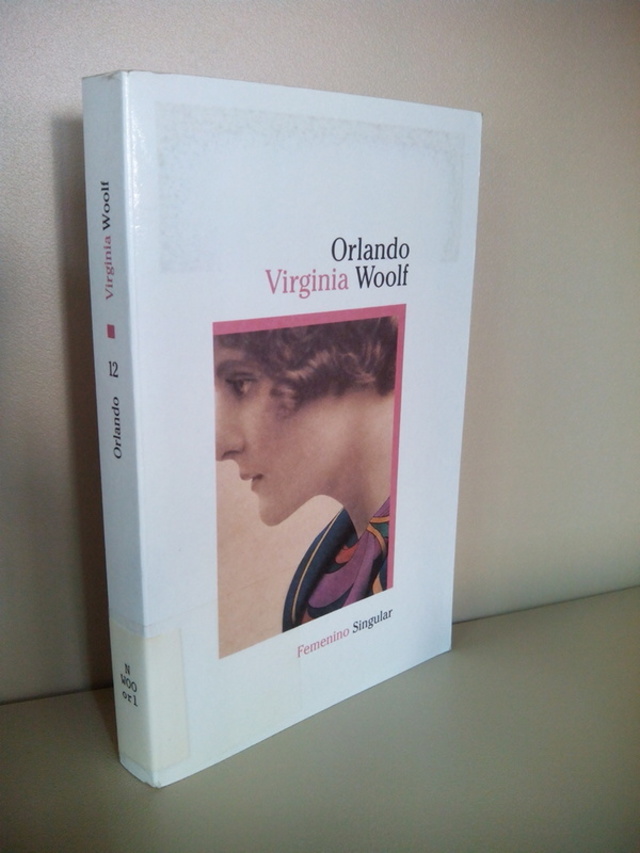 Orlando
Virginia Woolf
Femenino Singular
Virginia Woolf
12
Orlando
N
WOO
orl